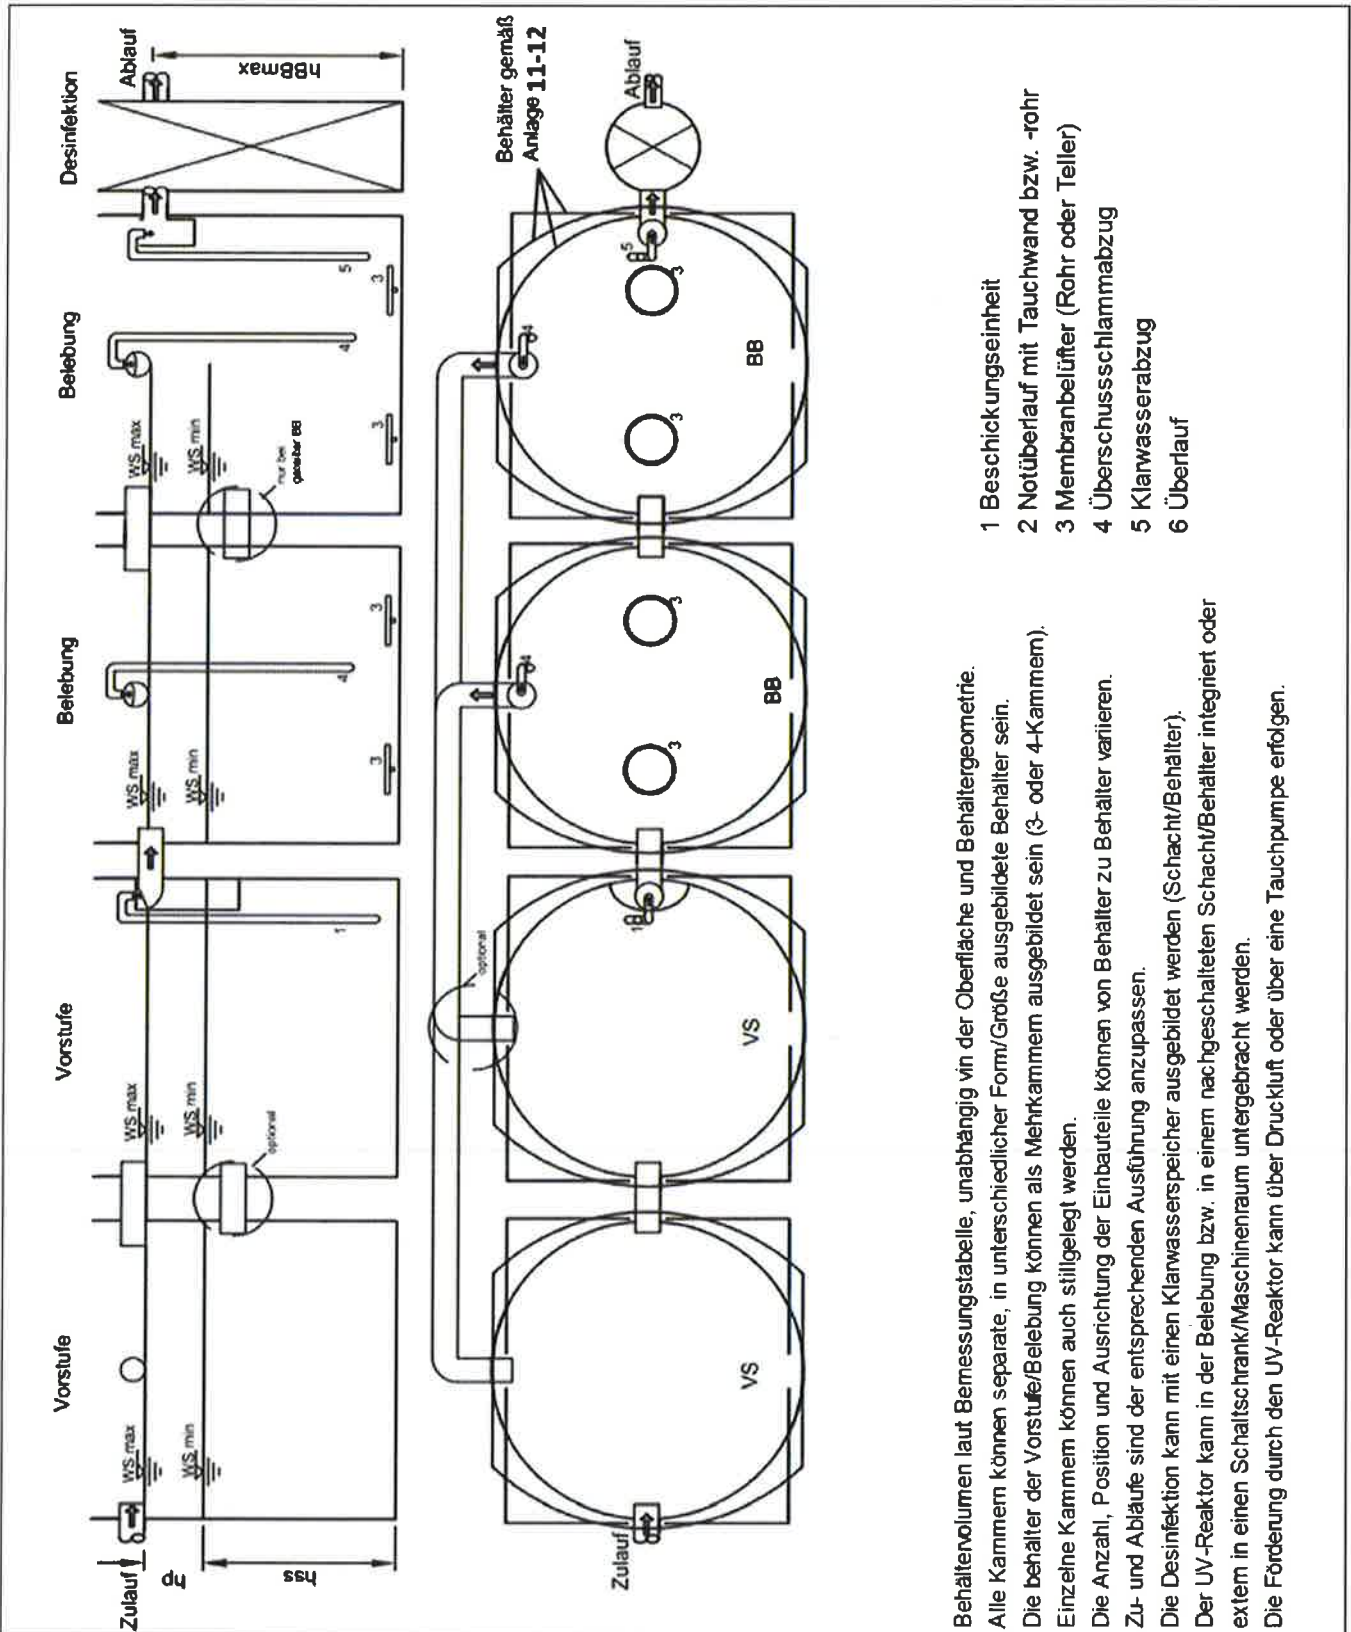 Vorstufe
Vorstufe
Belebung
Belebung
Desinfektion
Zulauf
hp
hss
WS max
WS min
optional
WS max
WS min
1
WS max
WS min
3
4
3
WS max
WS min
nur bei
3
4
3
5
Ablauf
hBBmax
Zulauf
VS
optional
VS
1
3
BB
4
3
3
BB
4
3
5
Behälter gemäß
Anlage 11-12
Ablauf
Behältervolumen laut Bemessungstabelle, unabhängig vin der Oberfläche und Behältergeometrie.
Alle Kammern können separate, in unterschiedlicher Form/Größe ausgebildete Behälter sein.
Die behälter der Vorstufe/Belebung können als Mehrkammern ausgebildet sein (3- oder 4-Kammern).
Einzelne Kammern können auch stillgelegt werden.
Die Anzahl, Position und Ausrichtung der Einbauteile können von Behälter zu Behälter variieren.
Zu- und Abläufe sind der entsprechenden Ausführung anzupassen.
Die Desinfektion kann mit einen Klarwasserspeicher ausgebildet werden (Schacht/Behälter).
Der UV-Reaktor kann in der Belebung bzw. in einem nachgeschalteten Schacht/Behälter integriert oder
extern in einen Schaltschrank/Maschinenraum untergebracht werden.
Die Förderung durch den UV-Reaktor kann über Druckluft oder über eine Tauchpumpe erfolgen.
1 Beschickungseinheit
2 Notüberlauf mit Tauchwand bzw. -rohr
3 Membranbelüfter (Rohr oder Teller)
4 Überschussschlammabzug
5 Klarwasserabzug
6 Überlauf